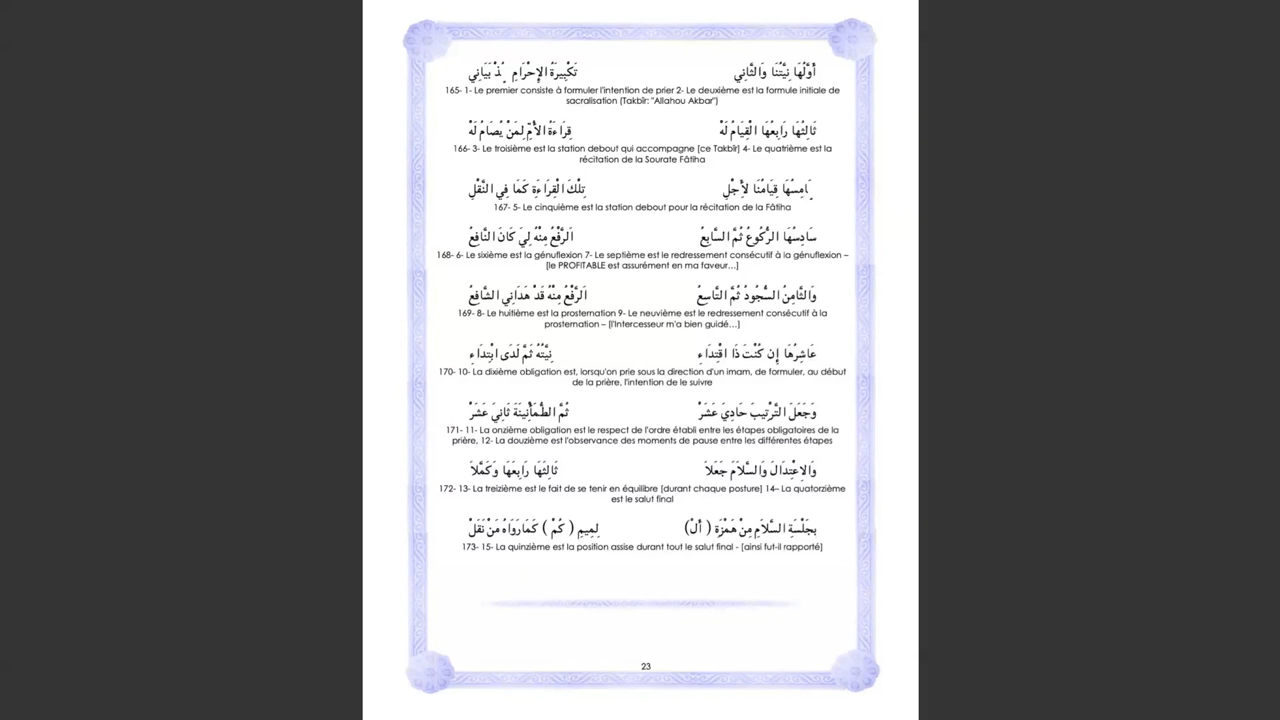 أَوَّلُهَا نِيَّتُنَا وَالثَّانِي تَكْبِيرَةُ الإِحْرَامِ بَيَانِي
165- 1- Le premier consiste à formuler l'intention de prier 2- Le deuxième est la formule initiale de
sacralisation (Takbîr: "Allahou Akbar")
ثَالِثُهَا رَابِعُهَا الْقِيَامُ لَهْ قِرَاءَةُ الأُمِّ لِمَنْ يُصَامُ لَهْ
166- 3- Le troisième est la station debout qui accompagne [ce Takbîr] 4- Le quatrième est la
récitation de la Sourate Fâtiha
قِيَامُنَا لأَجْلِ تِلْكَ الْقِرَاءَةِ كَمَا فِي النَّقْلِ
167- 5- Le cinquième est la station debout pour la récitation de la Fâtiha
سَادِسُهَا الرُّكُوعُ ثُمَّ السَّابِعُ اَلرَّفْعُ مِنْهُ لِيَ كَانَ النَّافِعُ
168- 6- Le sixième est la génuflexion 7- Le septième est le redressement consécutif à la génuflexion –
[le PROFITABLE est assurément en ma faveur…]
وَالثَّامِنُ السُّجُودُ ثُمَّ التَّاسِعُ اَلرَّفْعُ مِنْهُ قَدْ هَدَانِي الشَّافِعُ
169- 8- Le huitième est la prosternation 9- Le neuvième est le redressement consécutif à la
prosternation – [l'Intercesseur m'a bien guidé…]
عَاشِرُهَا إِن كُنْتَ ذَا اقْتِدَاءِ نِيَّتُهُ ثَمَّ لَدَى ابْتِدَاءِ
170- 10- La dixième obligation est, lorsqu'on prie sous la direction d'un imam, de formuler, au début
de la prière, l'intention de le suivre
وَجَعَلَ التَّرْتِيبَ حَادِيَ عَشَرْ ثُمَّ الطُّمَأْنِينَةَ ثَانِيَ عَشَرْ
171- 11- La onzième obligation est le respect de l'ordre établi entre les étapes obligatoires de la
prière, 12- La douzième est l'observance des moments de pause entre les différentes étapes
وَالاِعْتِدَالَ وَالسَّلاَمَ جَعَلاَ ثَالِثَهَا رَابِعَهَا وَكَمَّلاَ
172- 13- La treizième est le fait de se tenir en équilibre [durant chaque posture] 14– La quatorzième
est le salut final
بِجَلْسَةِ السَّلاَمِ مِنْ هَمْزَةِ ( أَلْ) لِمِيمِ ( كُمْ ) كَمَا رَوَاهُ مَنْ نَقَلْ
173- 15- La quinzième est la position assise durant tout le salut final - [ainsi fut-il rapporté]
23